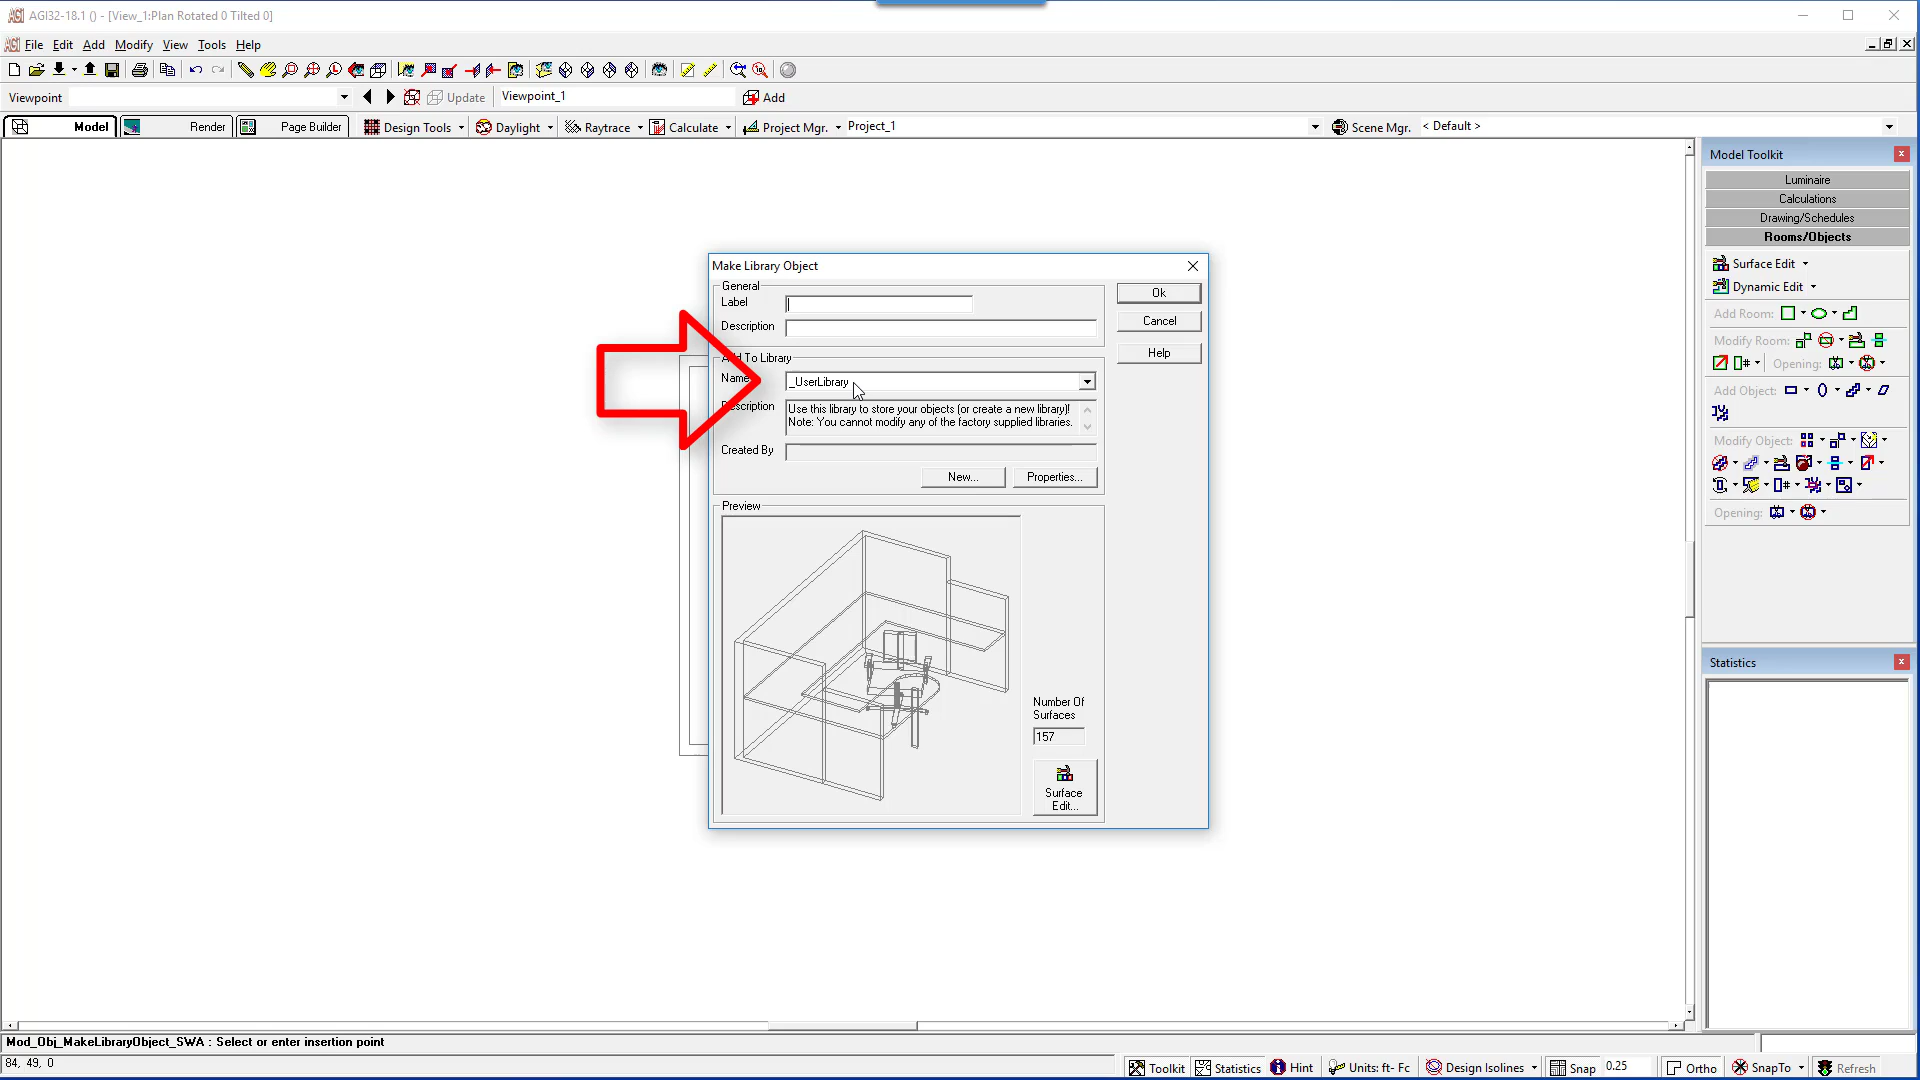 AGI32-18.1 () - [View_1:Plan Rotated 0 Tilted 0]
File Edit Add Modify View Tools Help
Viewpoint Update Viewpoint_1 Add
Model Render Page Builder Design Tools Daylight Raytrace Calculate Project Mgr. Project_1 Scene Mgr. < Default >
Model Toolkit
Luminaire
Calculations
Drawing/Schedules
Rooms/Objects
Surface Edit
Dynamic Edit
Add Room:
Modify Room:
Opening:
Add Object:
Modify Object:
Opening:
Statistics
Make Library Object
General
Label
Description
Ok
Cancel
Help
Add To Library
Name _UserLibrary
Description Use this library to store your objects (or create a new library)!
Note: You cannot modify any of the factory supplied libraries.
Created By
New... Properties...
Preview
Number Of
Surfaces
157
Surface
Edit...
Mod_Obj_MakeLibraryObject_SWA : Select or enter insertion point
84, 49, 0
Toolkit Statistics Hint Units: ft- Fc Design Isolines Snap 0.25 Ortho SnapTo Refresh